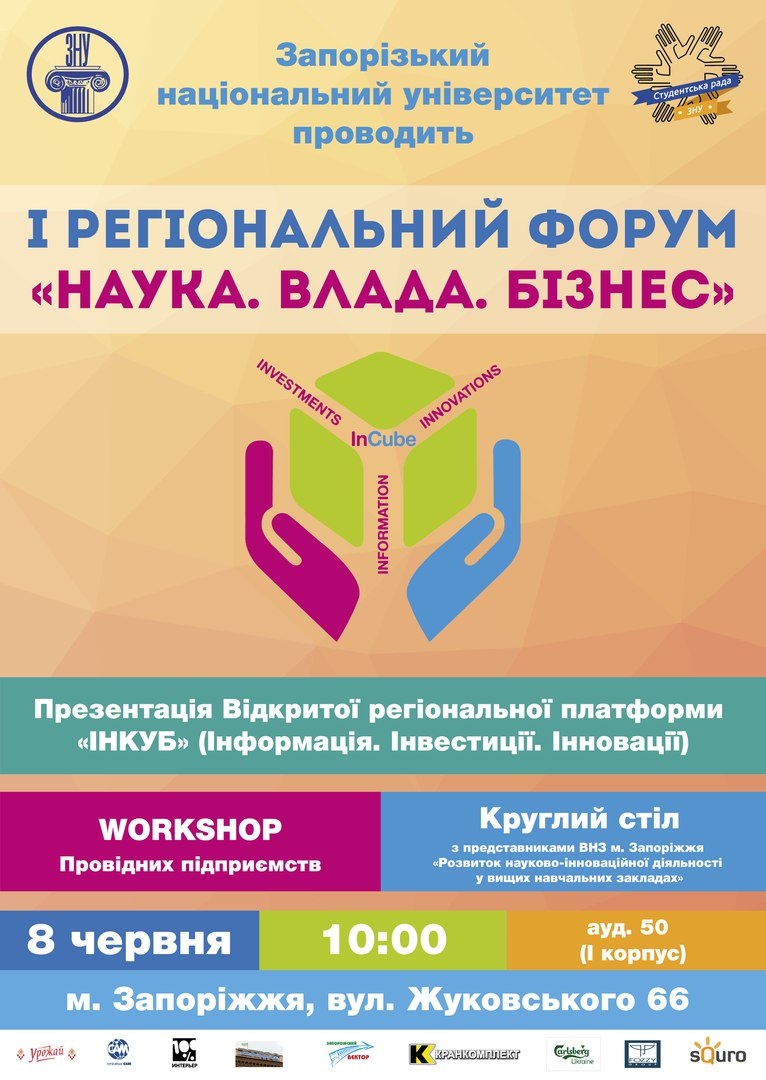 ЗНУ
Запорізький
національний університет
проводить
Студентська рада
ЗНУ
І РЕГІОНАЛЬНИЙ ФОРУМ
«НАУКА. ВЛАДА. БІЗНЕС»
INVESTMENTS
INNOVATIONS
InCube
INFORMATION
Презентація Відкритої регіональної платформи
«ІНКУБ» (Інформація. Інвестиції. Інновації)
WORKSHOP
Провідних підприємств
Круглий стіл
з представниками ВНЗ м. Запоріжжя
«Розвиток науково-інноваційної діяльності
у вищих навчальних закладах»
8 червня
10:00
ауд. 50
(І корпус)
м. Запоріжжя, вул. Жуковського 66
Урожай
САМ
ИНТЕРЬЕР
ВЕКТОР
КРАНКОМПЛЕКТ
Carlsberg
Ukraine
FOZZY
GROUP
sQuro